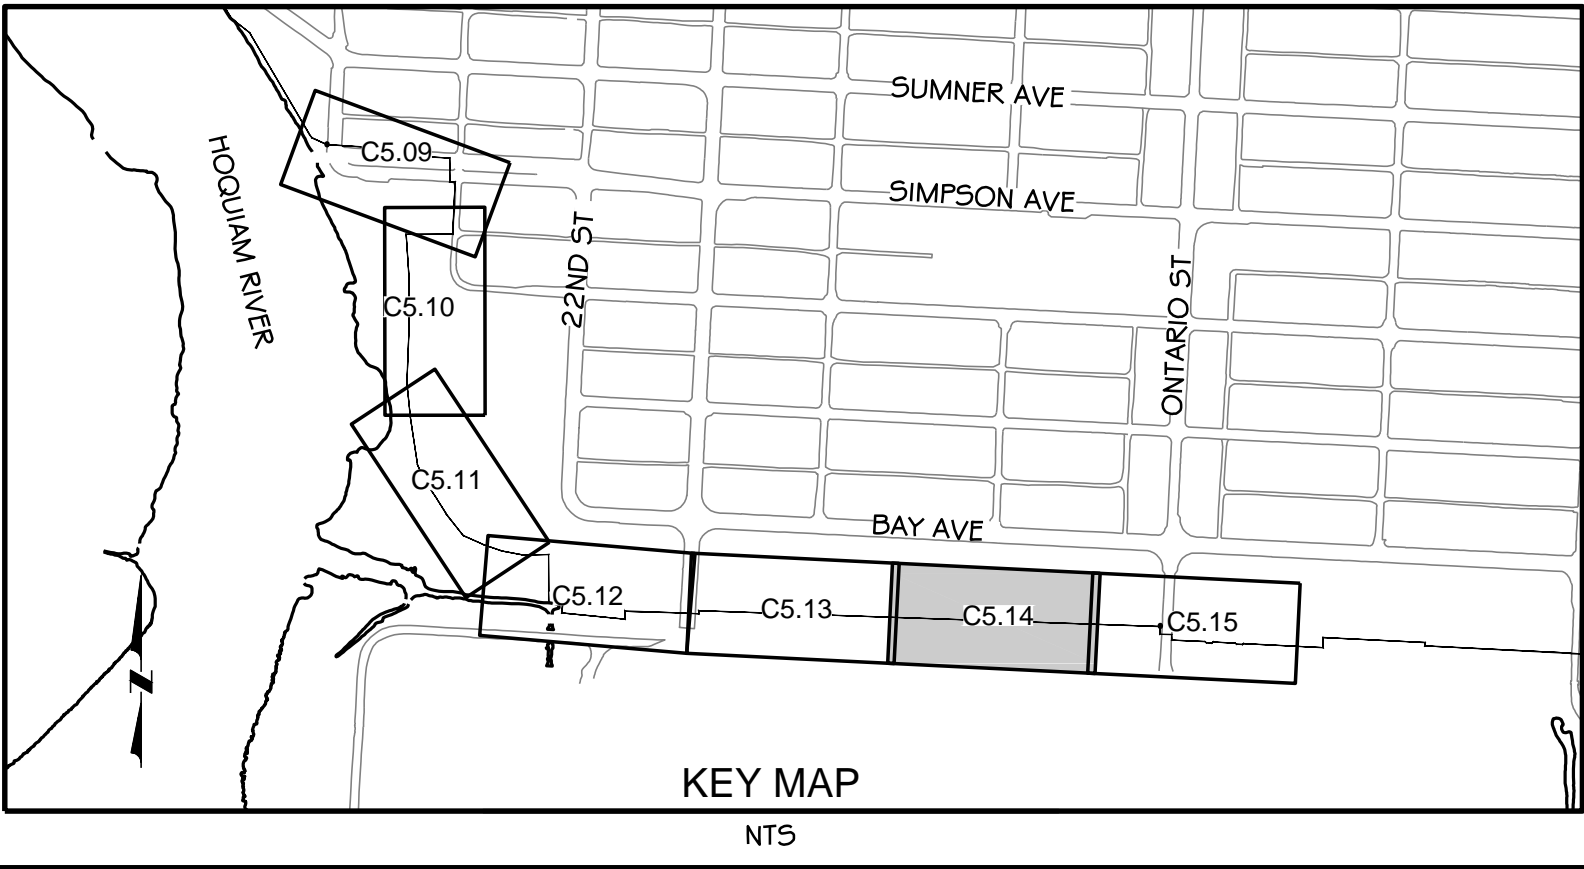 SUMNER AVE
C5.09
HOQUIAM RIVER
SIMPSON AVE
22ND ST
ONTARIO ST
C5.10
C5.11
BAY AVE
C5.12
C5.13
C5.14
C5.15
N
KEY MAP
NTS